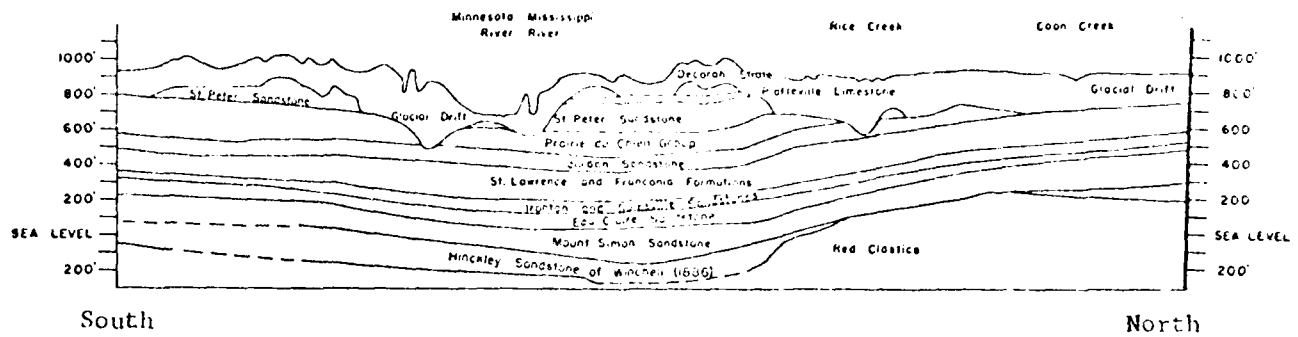 Minnesota Mississippi
River River
Rice Creek
Coon Creek
1000'
800'
600'
400'
200'
SEA LEVEL
200'
Decorah Strata
Platteville Limestone
St. Peter Sandstone
Glacial Drift
St. Peter Sandstone
Glacial Drift
Prairie du Chien Group
Jordan Sandstone
St. Lawrence and Franconia Formations
Ironton and
Eau Claire
Mount Simon Sandstone
Hinckley Sandstone of Winchell (1886)
Red Clastics
1000'
800'
600
400
200
SEA LEVEL
200'
South
North